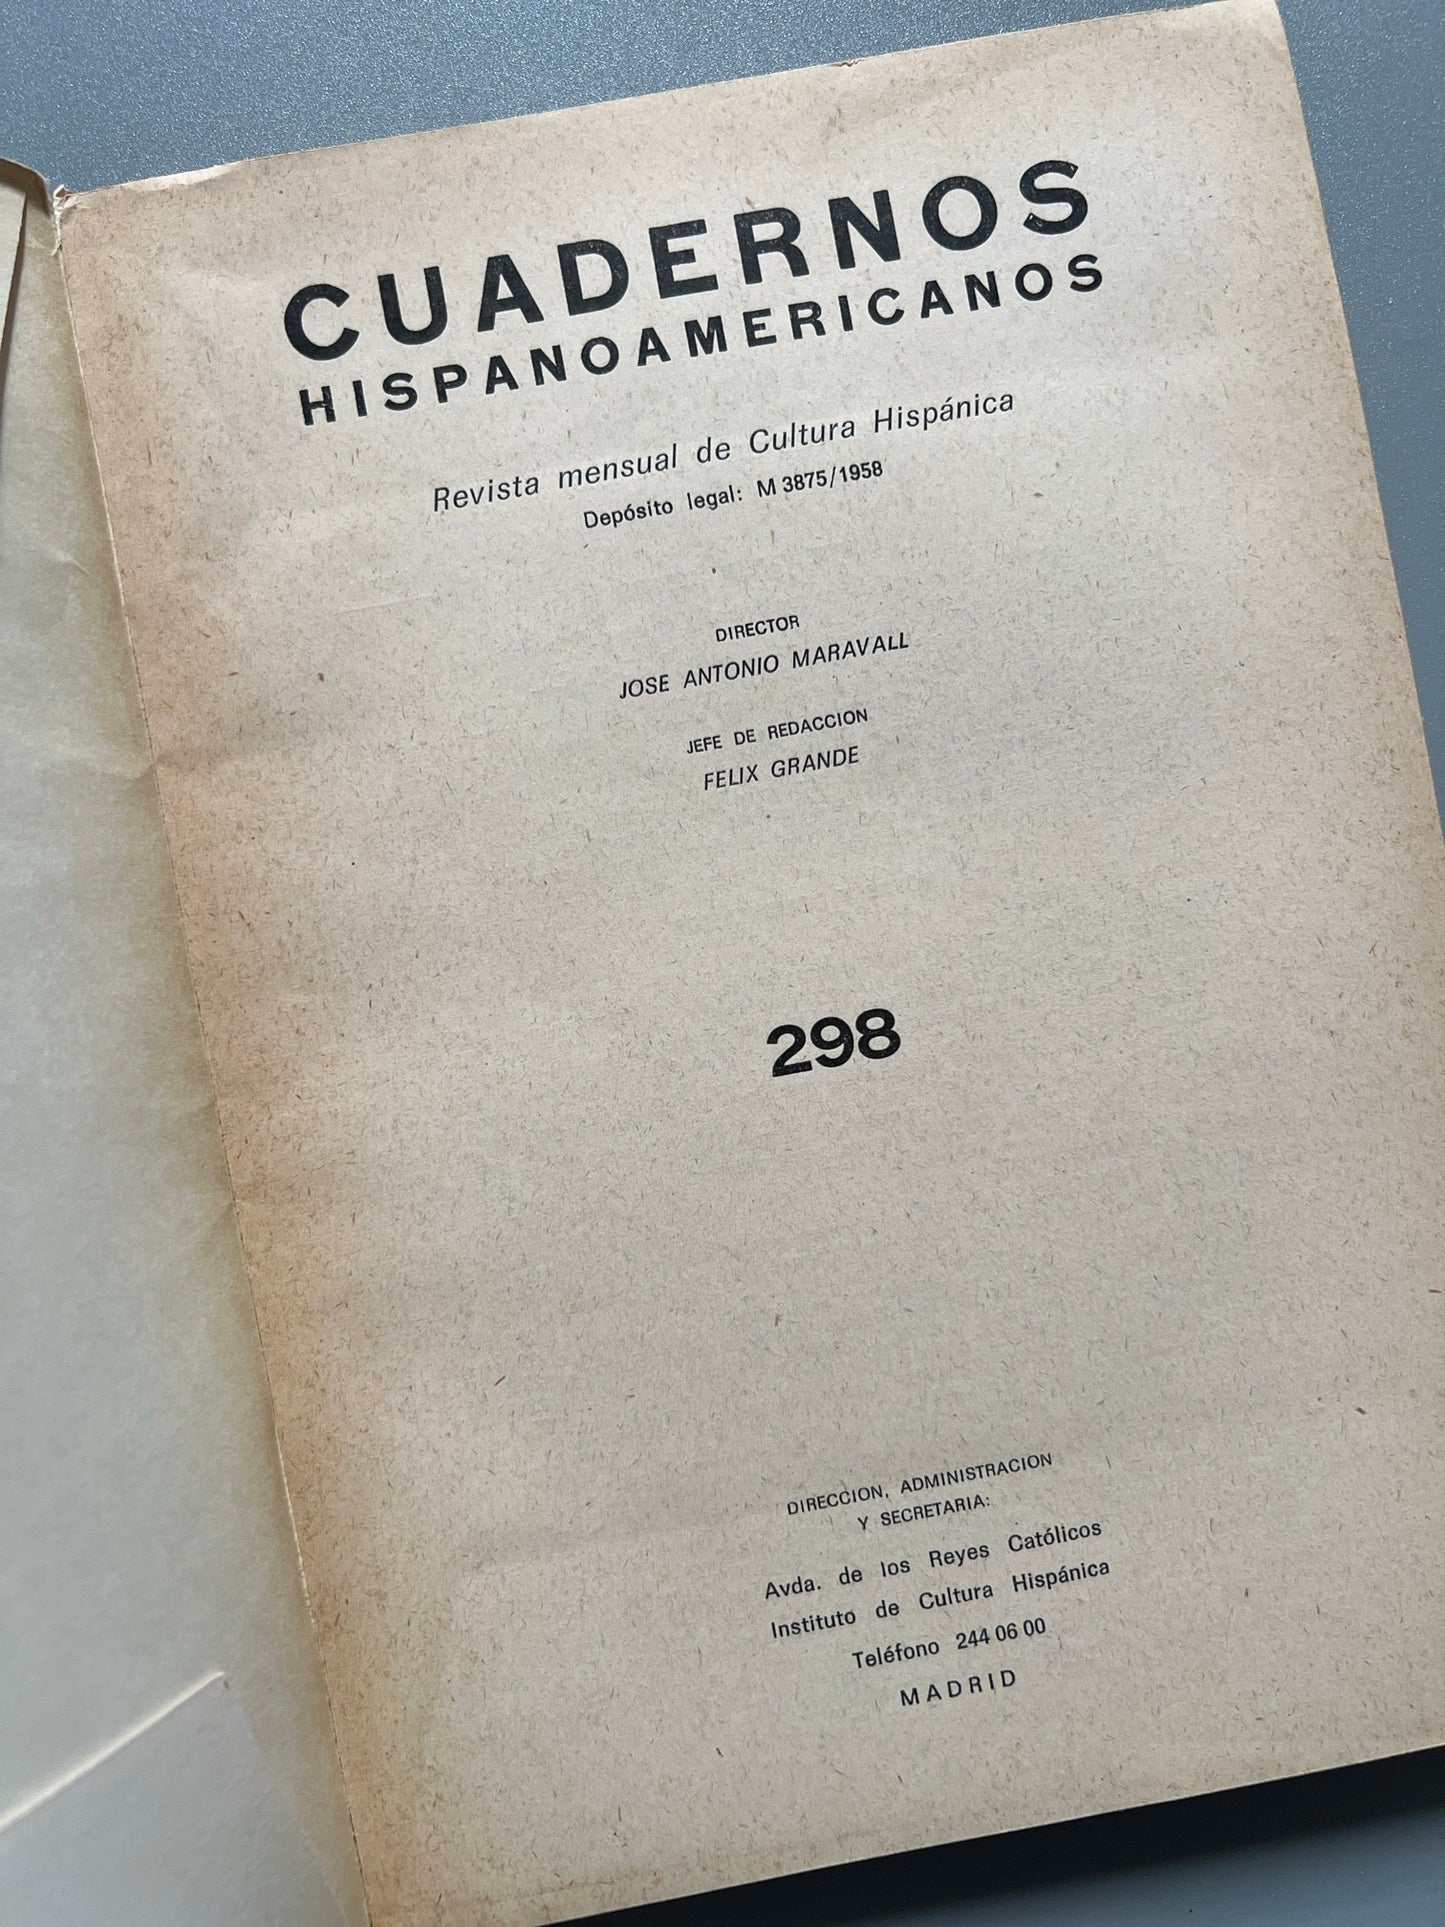 CUADERNOS
HISPANOAMERICANOS
Revista mensual de Cultura Hispánica
Depósito legal: M 3875/1958
DIRECTOR
JOSE ANTONIO MARAVALL
JEFE DE REDACCION
FELIX GRANDE
298
DIRECCION, ADMINISTRACION
Y SECRETARIA:
Avda. de los Reyes Católicos
Instituto de Cultura Hispánica
Teléfono 244 06 00
MADRID